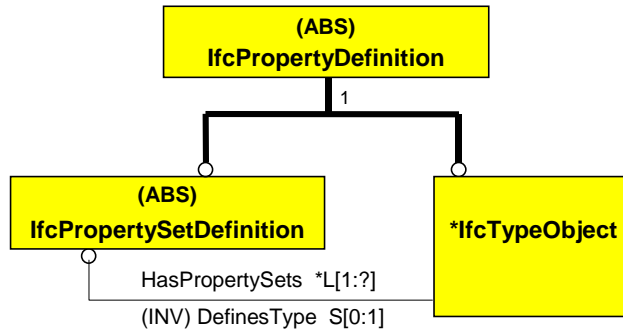 (ABS)
IfcPropertyDefinition
1
(ABS)
IfcPropertySetDefinition
*IfcTypeObject
HasPropertySets *L[1:?]
(INV) DefinesType S[0:1]